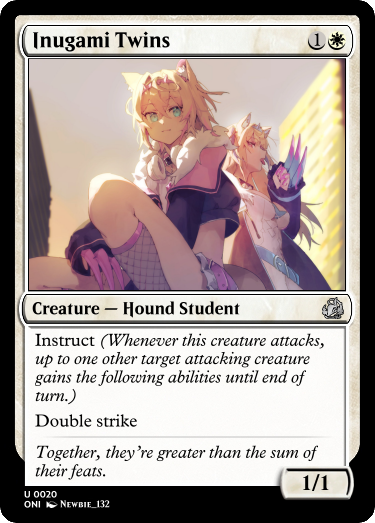 Inugami Twins
1
Creature — Hound Student
Instruct (Whenever this creature attacks,
up to one other target attacking creature
gains the following abilities until end of
turn.)
Double strike
Together, they're greater than the sum of
their feats.
1/1
U 0020
ONI Newbie_132